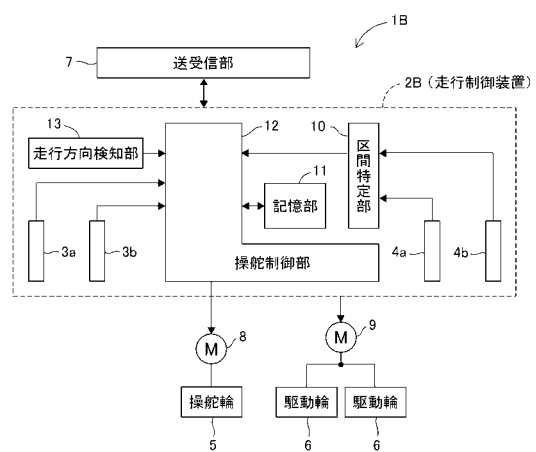 1B
7
送受信部
2B（走行制御装置）
13
走行方向検知部
12
10
区間特定部
11
記憶部
3a
3b
4a
4b
操舵制御部
M
8
M
9
操舵輪
駆動輪
駆動輪
5
6
6